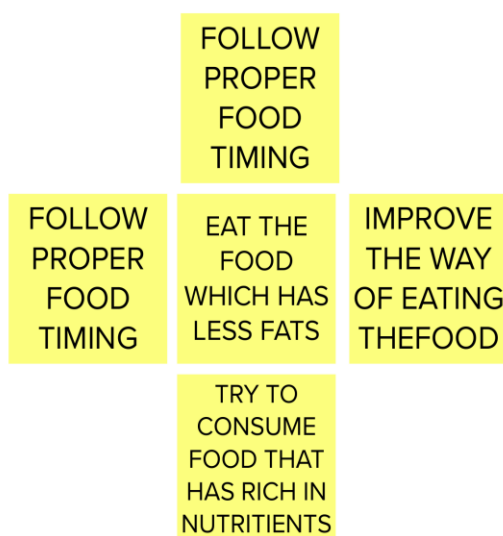 FOLLOW
PROPER
FOOD
TIMING
FOLLOW
PROPER
FOOD
TIMING
EAT THE
FOOD
WHICH HAS
LESS FATS
IMPROVE
THE WAY
OF EATING
THEFOOD
TRY TO
CONSUME
FOOD THAT
HAS RICH IN
NUTRITIENTS